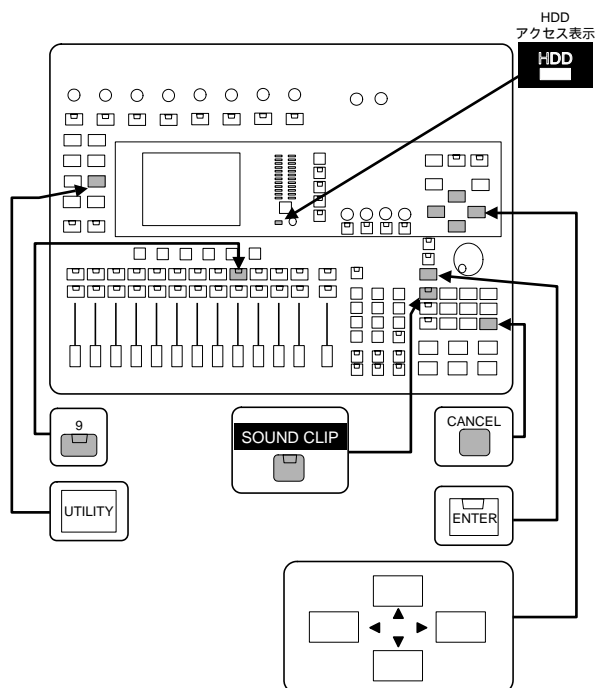 HDD
アクセス表示
HDD
9
SOUND CLIP
CANCEL
UTILITY
ENTER